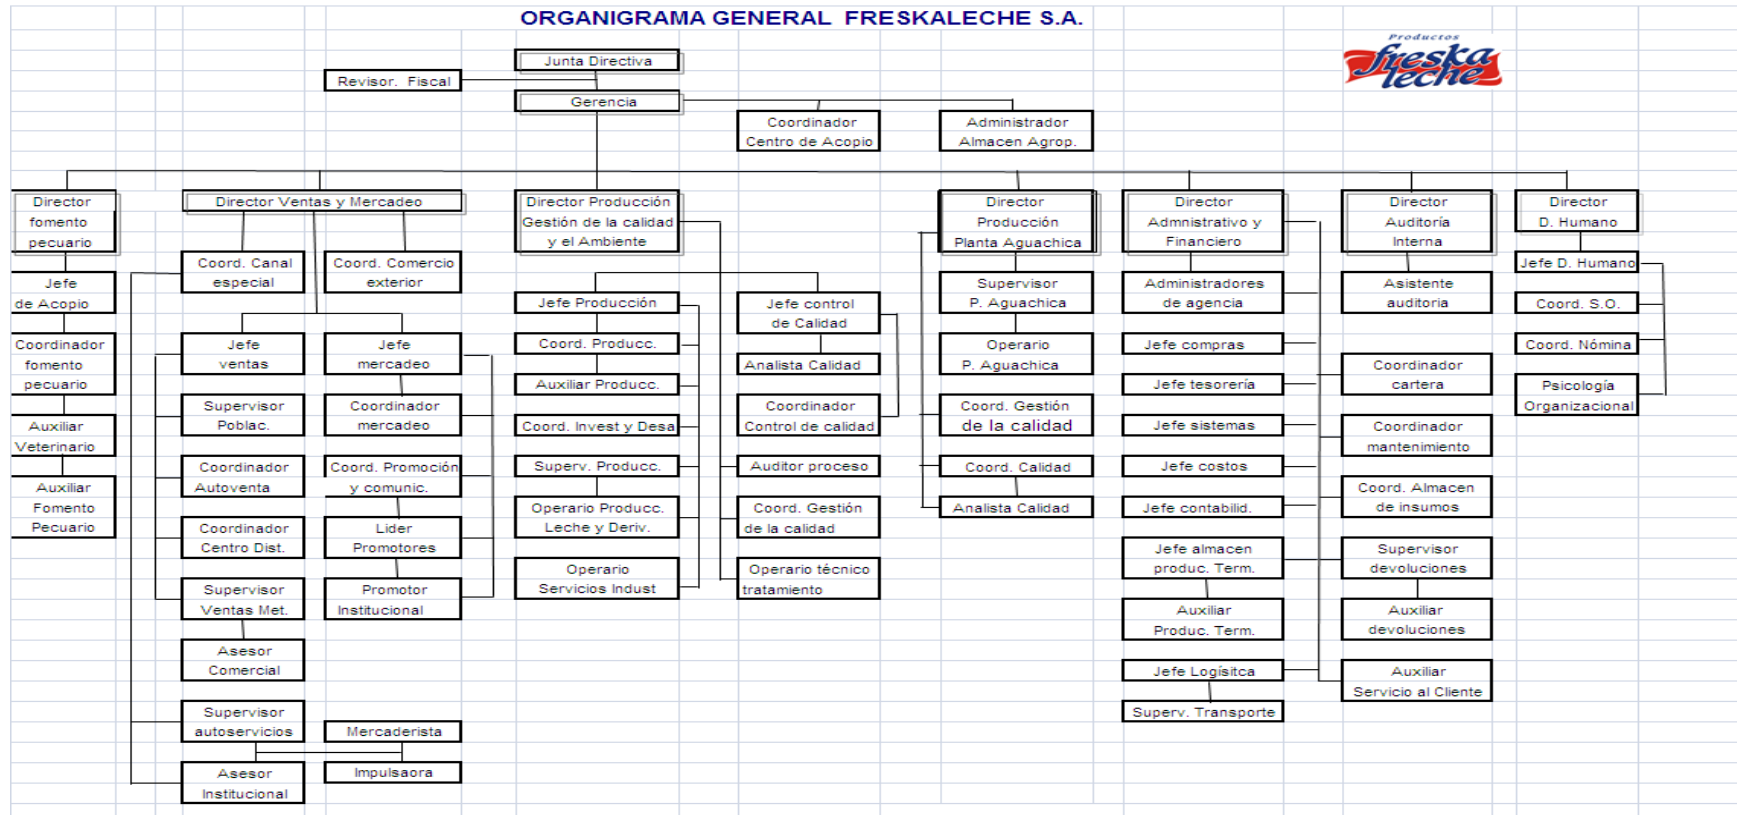 ORGANIGRAMA GENERAL FRESKALECHE S.A.
Productos
freska
leche
Junta Directiva
Revisor. Fiscal
Gerencia
Coordinador
Centro de Acopio
Administrador
Almacen Agrop.
Director
fomento
pecuario
Jefe
de Acopio
Coordinador
fomento
pecuario
Auxiliar
Veterinario
Auxiliar
Fomento
Pecuario
Director Ventas y Mercadeo
Coord. Canal
especial
Coord. Comercio
exterior
Jefe
ventas
Supervisor
Poblac.
Coordinador
Autoventa
Coordinador
Centro Dist.
Supervisor
Ventas Met.
Asesor
Comercial
Supervisor
autoservicios
Asesor
Institucional
Jefe
mercadeo
Coordinador
mercadeo
Coord. Promoción
y comunic.
Lider
Promotores
Promotor
Institucional
Mercaderista
Impulsaora
Director Producción
Gestión de la calidad
y el Ambiente
Jefe Producción
Coord. Producc.
Auxiliar Producc.
Coord. Invest y Desa
Superv. Producc.
Operario Producc.
Leche y Deriv.
Operario
Servicios Indust
Jefe control
de Calidad
Analista Calidad
Coordinador
Control de calidad
Auditor proceso
Coord. Gestión
de la calidad
Operario técnico
tratamiento
Director
Producción
Planta Aguachica
Supervisor
P. Aguachica
Operario
P. Aguachica
Coord. Gestión
de la calidad
Coord. Calidad
Analista Calidad
Director
Admnistrativo y
Financiero
Administradores
de agencia
Jefe compras
Jefe tesorería
Jefe sistemas
Jefe costos
Jefe contabilid.
Jefe almacen
produc. Term.
Auxiliar
Produc. Term.
Jefe Logísitca
Superv. Transporte
Director
Auditoría
Interna
Asistente
auditoria
Coordinador
cartera
Coordinador
mantenimiento
Coord. Almacen
de insumos
Supervisor
devoluciones
Auxiliar
devoluciones
Auxiliar
Servicio al Cliente
Director
D. Humano
Jefe D. Humano
Coord. S.O.
Coord. Nómina
Psicología
Organizacional